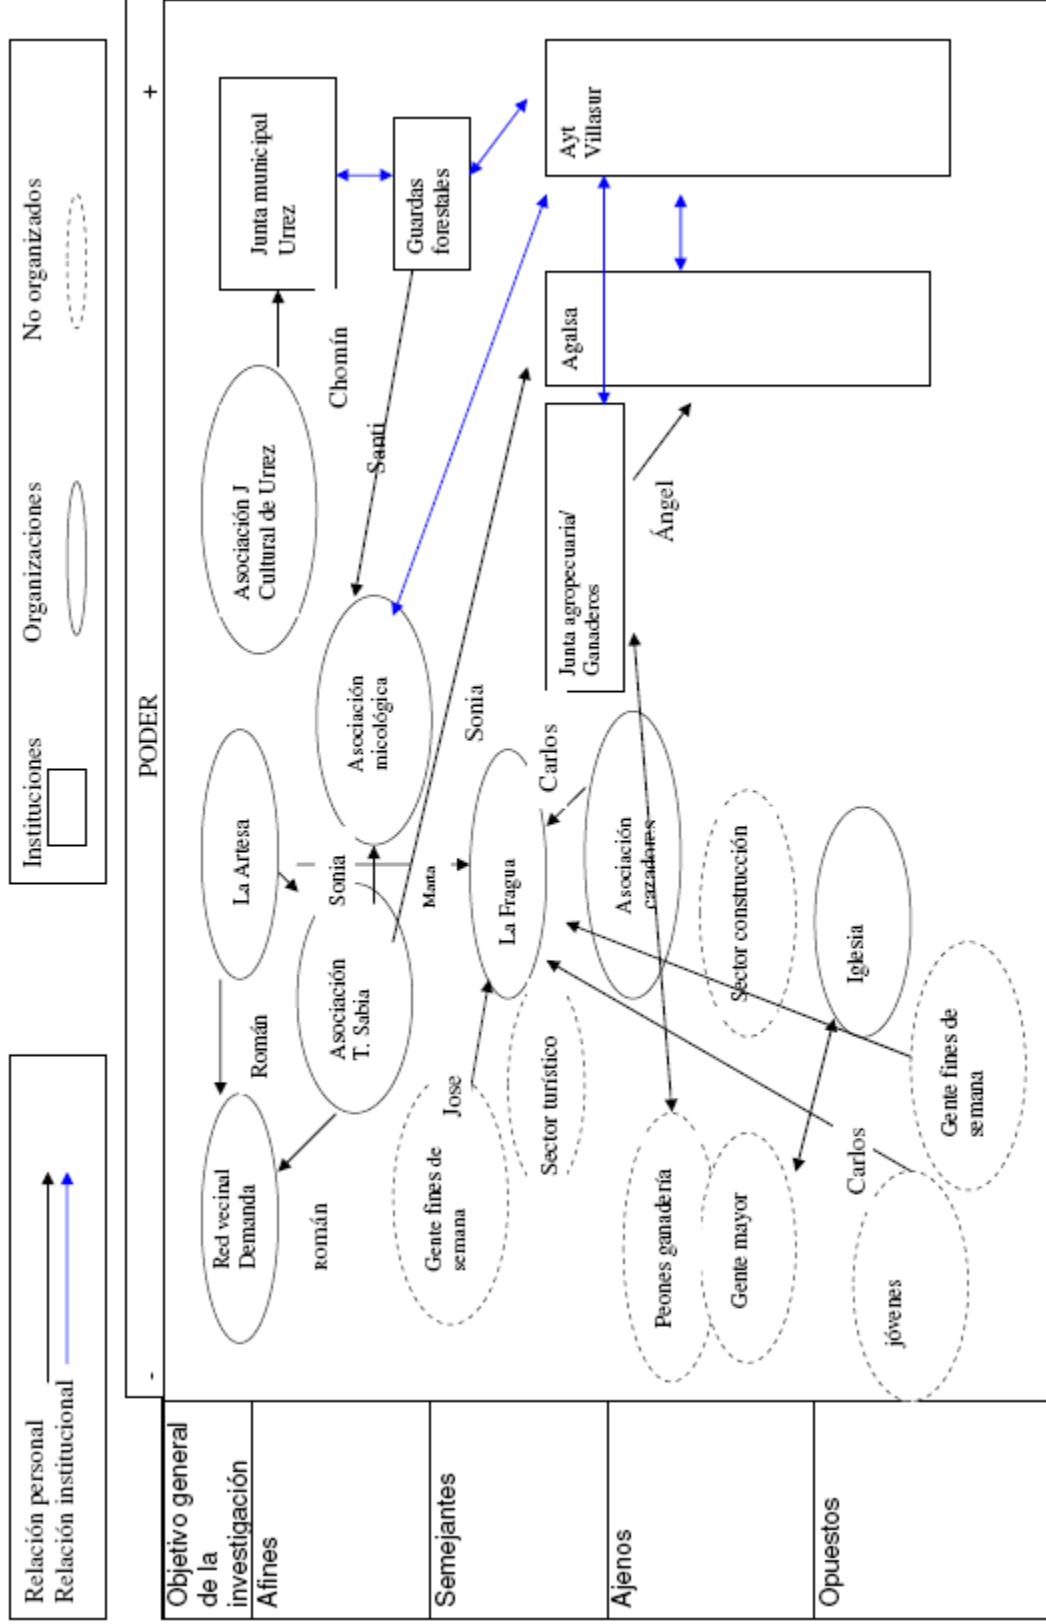 Relación personal
Relación institucional
Instituciones
Organizaciones
No organizados
-
PODER
+
Objetivo general
de la
investigación
Afines
Semejantes
Ajenos
Opuestos
Red vecinal
Demanda
La Artesa
Asociación J
Cultural de Urrez
Junta municipal
Urrez
Román
Román
Asociación
T. Sabia
Sonia
Asociación
micológica
Chomín
Santi
Guardas
forestales
Gente fines de
semana
Jose
Marta
Sonia
La Fragua
Sector turístico
Carlos
Junta agropecuaria/
Ganaderos
Agalsa
Ayt
Villasur
Ángel
Asociación
cazadores
Peones ganadería
Gente mayor
Sector construcción
Iglesia
Carlos
jóvenes
Gente fines de
semana